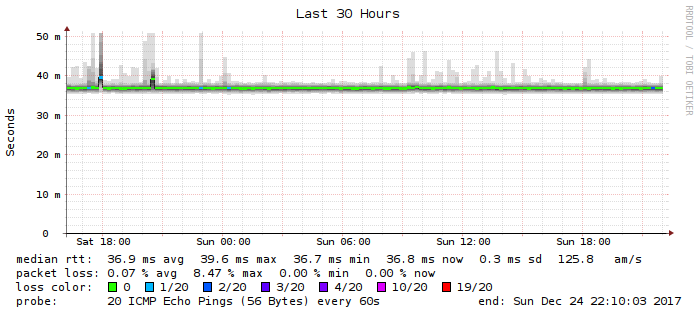 Last 30 Hours
RRDTOOL / TOBI OETIKER
Seconds
50 m
40 m
30 m
20 m
10 m
0
Sat 18:00 Sun 00:00 Sun 06:00 Sun 12:00 Sun 18:00
median rtt: 36.9 ms avg 39.6 ms max 36.7 ms min 36.8 ms now 0.3 ms sd 125.8 am/s
packet loss: 0.07 % avg 8.47 % max 0.00 % min 0.00 % now
loss color: 0 1/20 2/20 3/20 4/20 10/20 19/20
probe: 20 ICMP Echo Pings (56 Bytes) every 60s end: Sun Dec 24 22:10:03 2017